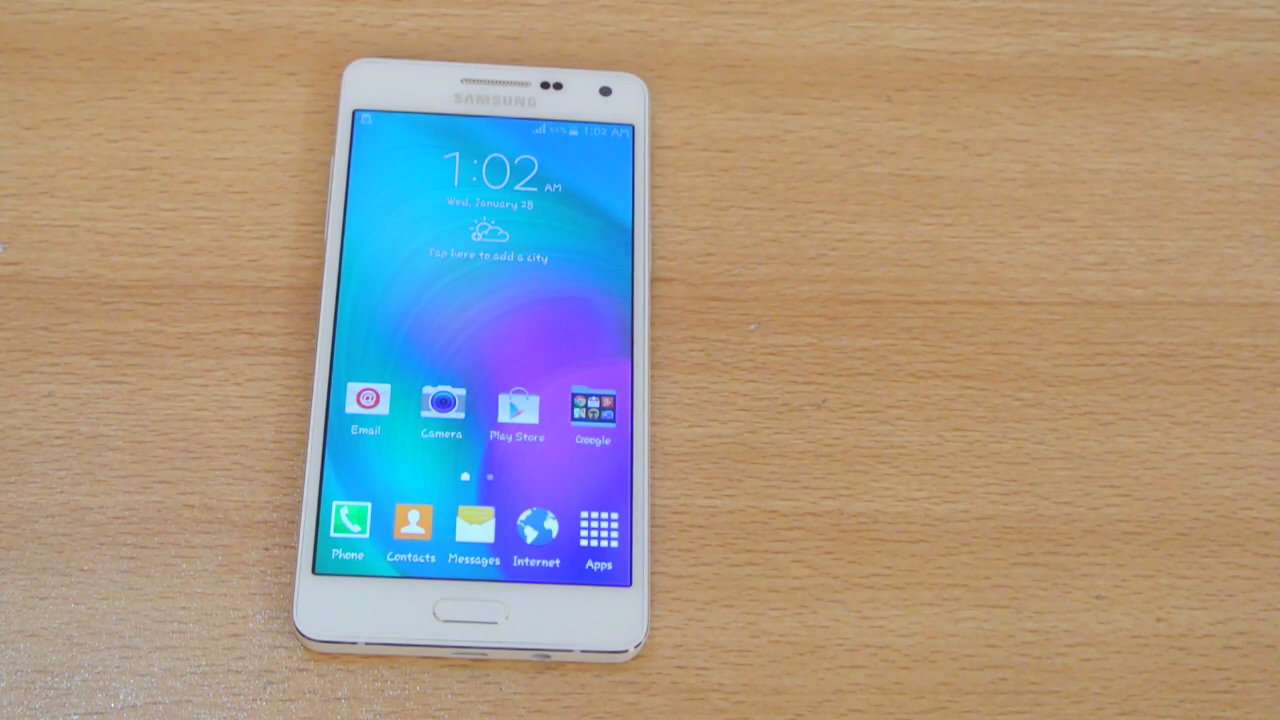 SAMSUNG
1:02 AM
1:02 AM
Wed, January 28
Tap here to add a city
Email Camera Play Store Google
Phone Contacts Messages Internet Apps